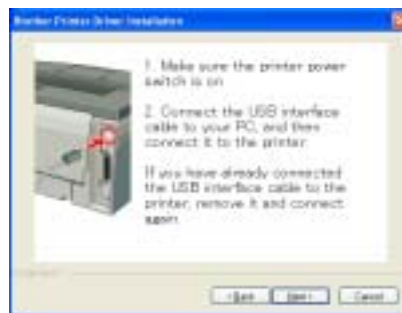 Brother Printer Driver Installation
1. Make sure the printer power
switch is on
2. Connect the USB interface
cable to your PC, and then
connect it to the printer.
If you have already connected
the USB interface cable to the
printer, remove it and connect
again.
< Back
Next >
Cancel